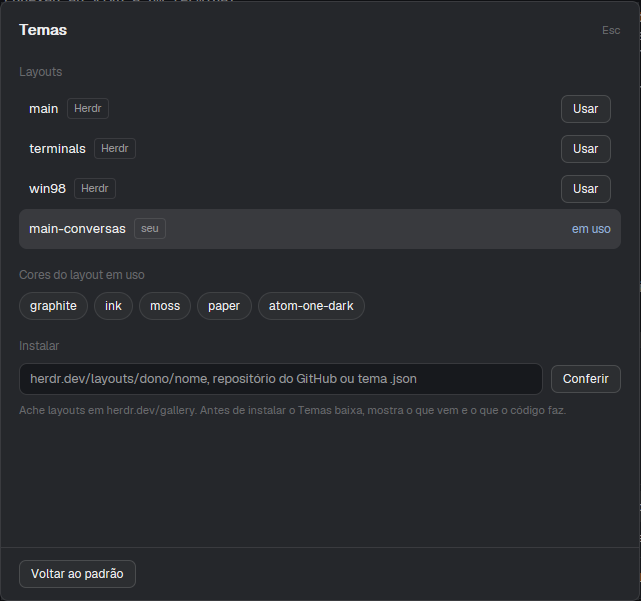 Temas
Esc
Layouts
main Herdr Usar
terminals Herdr Usar
win98 Herdr Usar
main-conversas seu em uso
Cores do layout em uso
graphite ink moss paper atom-one-dark
Instalar
herdr.dev/layouts/dono/nome, repositório do GitHub ou tema .json Conferir
Ache layouts em herdr.dev/gallery. Antes de instalar o Temas baixa, mostra o que vem e o que o código faz.
Voltar ao padrão